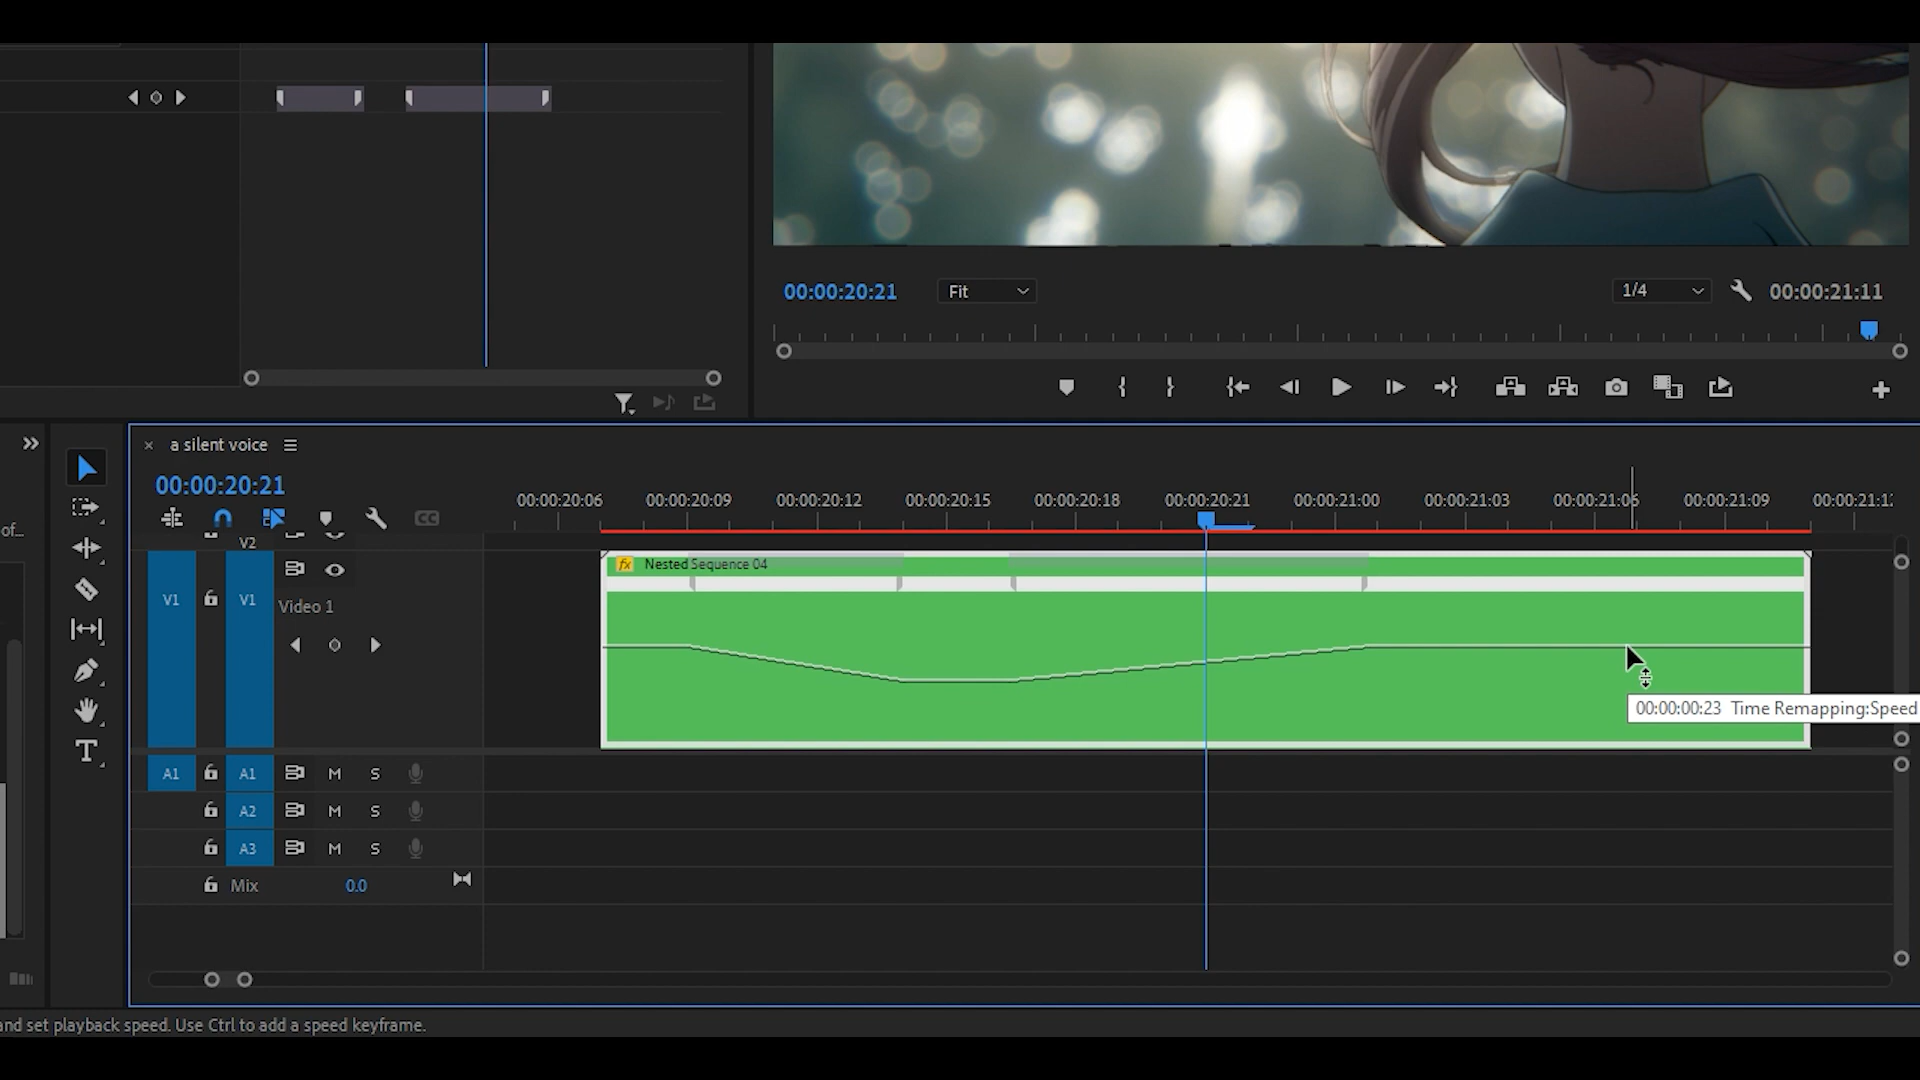 00:00:20:21
Fit
1/4
00:00:21:11
a silent voice
00:00:20:21
00:00:20:06
00:00:20:09
00:00:20:12
00:00:20:15
00:00:20:18
00:00:20:21
00:00:21:00
00:00:21:03
00:00:21:06
00:00:21:09
of...
CC
V2
fx
Nested Sequence 04
V1
V1
Video 1
00:00:00:23 Time Remapping:Speed
A1
A1
M
S
A2
M
S
A3
M
S
Mix
0.0
and set playback speed. Use Ctrl to add a speed keyframe.